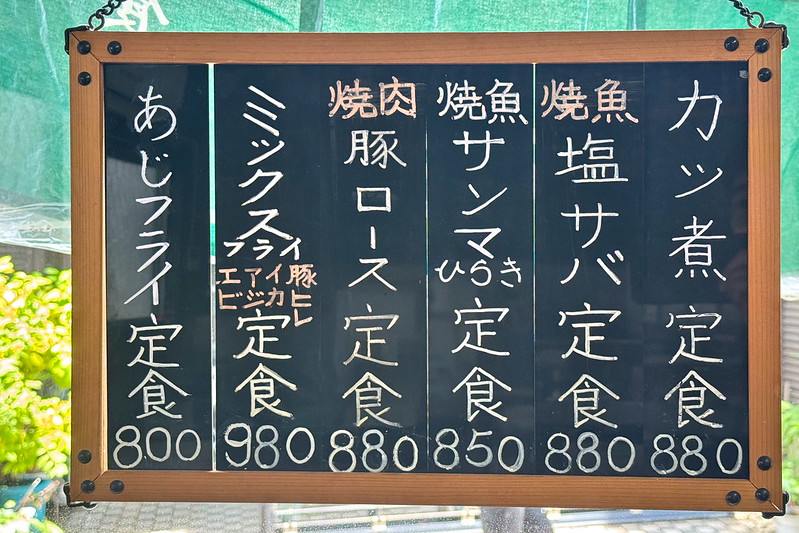 カツ煮定食
880
焼魚
塩サバ定食
880
焼魚
サンマ
ひらき
定食
850
焼肉
豚ロース定食
880
ミックス
フライ
エビ
アジ
イカ
豚ヒレ
定食
980
あじフライ定食
800